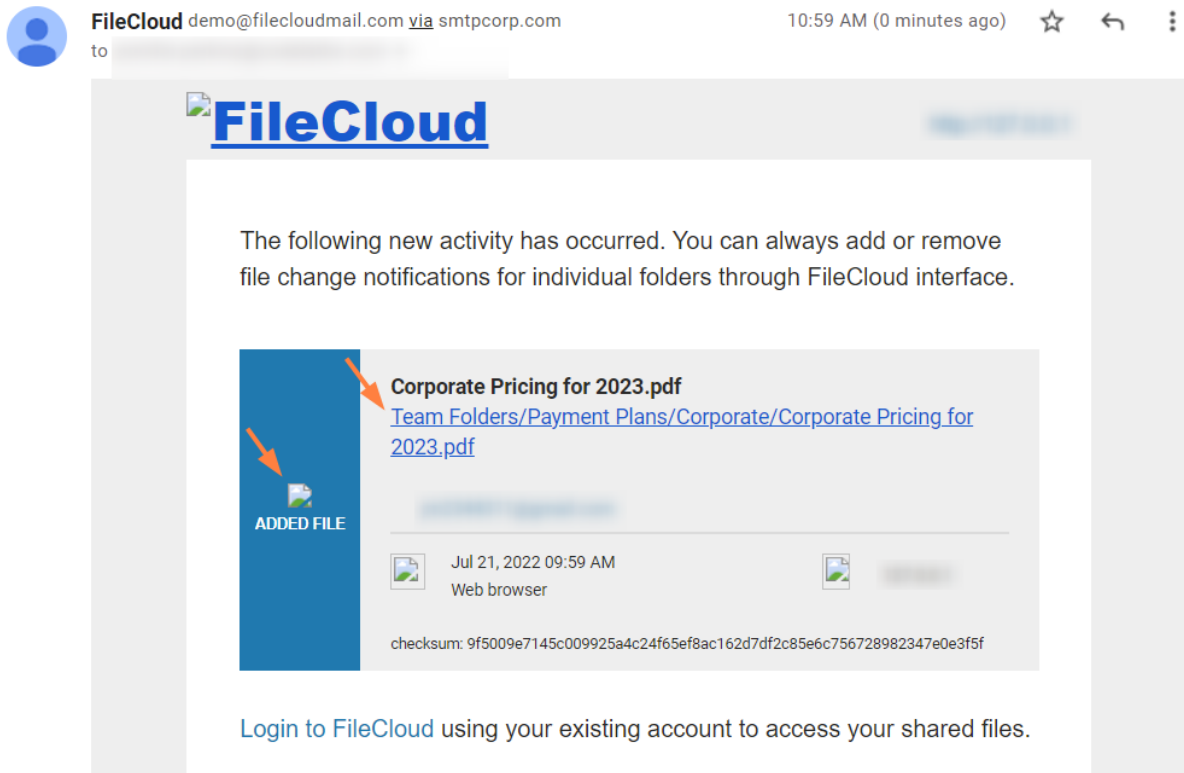 FileCloud demo@filecloudmail.com via smtpcorp.com 10:59 AM (0 minutes ago)
to
FileCloud
The following new activity has occurred. You can always add or remove
file change notifications for individual folders through FileCloud interface.
Corporate Pricing for 2023.pdf
Team Folders/Payment Plans/Corporate/Corporate Pricing for
2023.pdf
ADDED FILE
Jul 21, 2022 09:59 AM
Web browser
checksum: 9f5009e7145c009925a4c24f65ef8ac162d7df2c85e6c756728982347e0e3f5f
Login to FileCloud using your existing account to access your shared files.